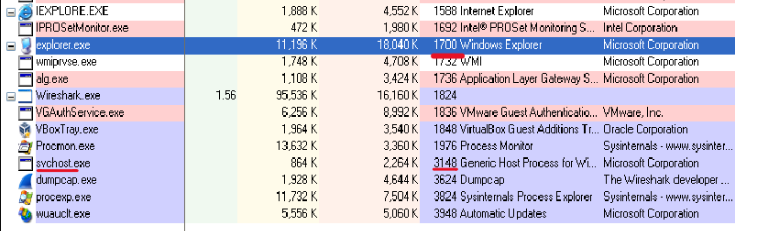 IEXPLORE.EXE 1,888 K 4,552 K 1588 Internet Explorer Microsoft Corporation
IPROSetMonitor.exe 472 K 1,980 K 1692 Intel® PROSet Monitoring S... Intel Corporation
explorer.exe 11,196 K 18,040 K 1700 Windows Explorer Microsoft Corporation
wmiprvse.exe 1,748 K 4,708 K 1732 WMI Microsoft Corporation
alg.exe 1,108 K 3,424 K 1736 Application Layer Gateway S... Microsoft Corporation
Wireshark.exe 1.56 95,536 K 16,160 K 1824
VGAuthService.exe 6,256 K 8,992 K 1836 VMware Guest Authenticatio... VMware, Inc.
VBoxTray.exe 1,964 K 3,540 K 1848 VirtualBox Guest Additions Tr... Oracle Corporation
Procmon.exe 13,632 K 3,360 K 1976 Process Monitor Sysinternals - www.sysinter...
svchost.exe 864 K 2,264 K 3148 Generic Host Process for Wi... Microsoft Corporation
dumpcap.exe 1,928 K 4,644 K 3624 Dumpcap The Wireshark developer ...
procexp.exe 11,732 K 7,504 K 3824 Sysinternals Process Explorer Sysinternals - www.sysinter...
wuauclt.exe 5,556 K 5,060 K 3948 Automatic Updates Microsoft Corporation